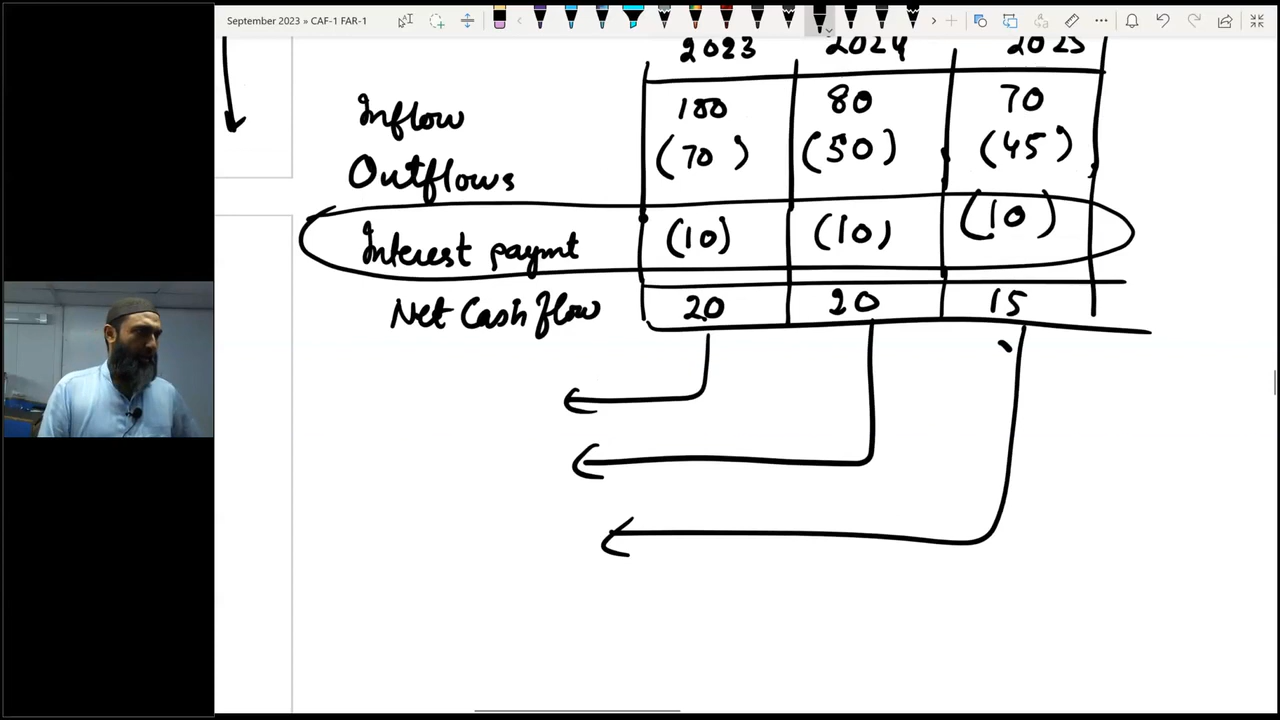 September 2023 » CAF-1 FAR-1
2023 2024 2025
Inflow 100 80 70
Outflows (70) (50) (45)
Interest paymt (10) (10) (10)
Net Cash flow 20 20 15